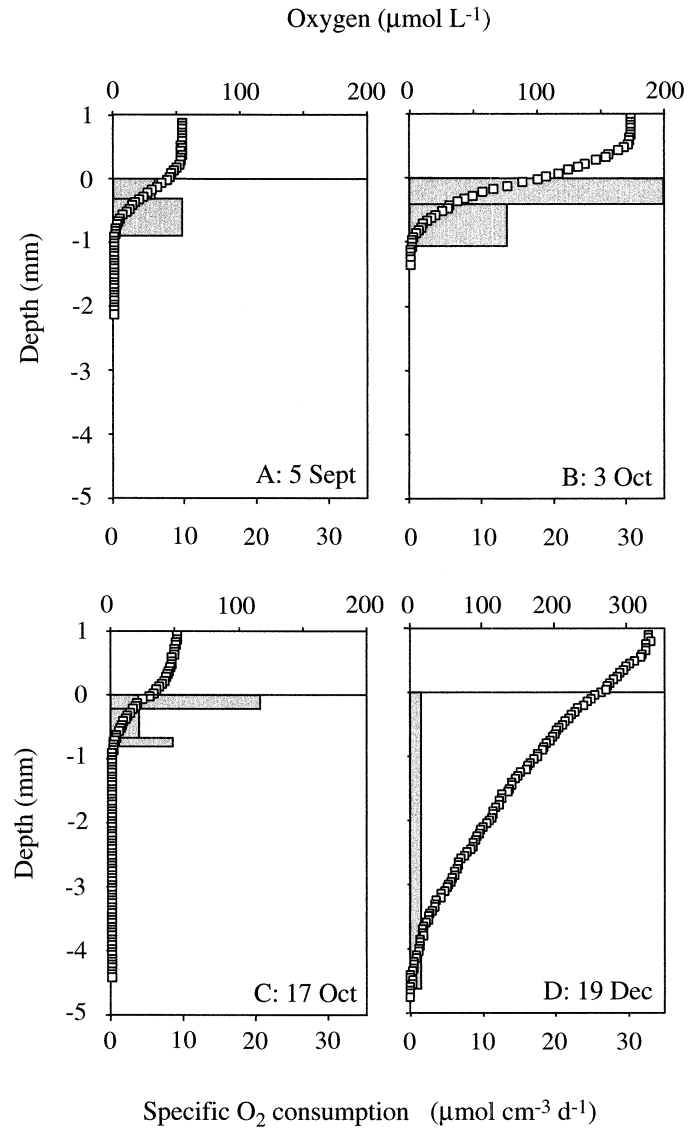 Oxygen (μmol L⁻¹)
0 100 200 0 100 200
1
0
-1
-2
-3
-4
-5
Depth (mm)
A: 5 Sept B: 3 Oct
0 10 20 30 0 10 20 30
0 100 200 0 100 200 300
1
0
-1
-2
-3
-4
-5
Depth (mm)
C: 17 Oct D: 19 Dec
0 10 20 30 0 10 20 30
Specific O₂ consumption (μmol cm⁻³ d⁻¹)